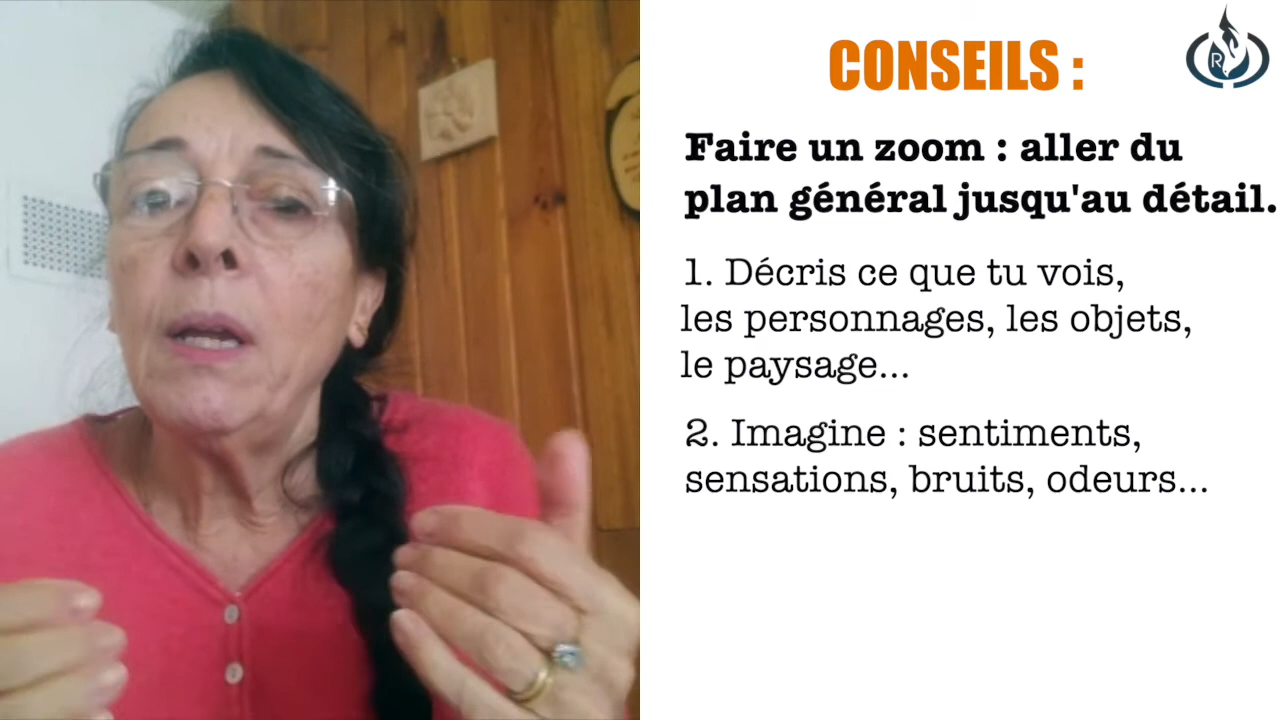 CONSEILS :
R
Faire un zoom : aller du
plan général jusqu'au détail.
1. Décris ce que tu vois,
les personnages, les objets,
le paysage...
2. Imagine : sentiments,
sensations, bruits, odeurs...